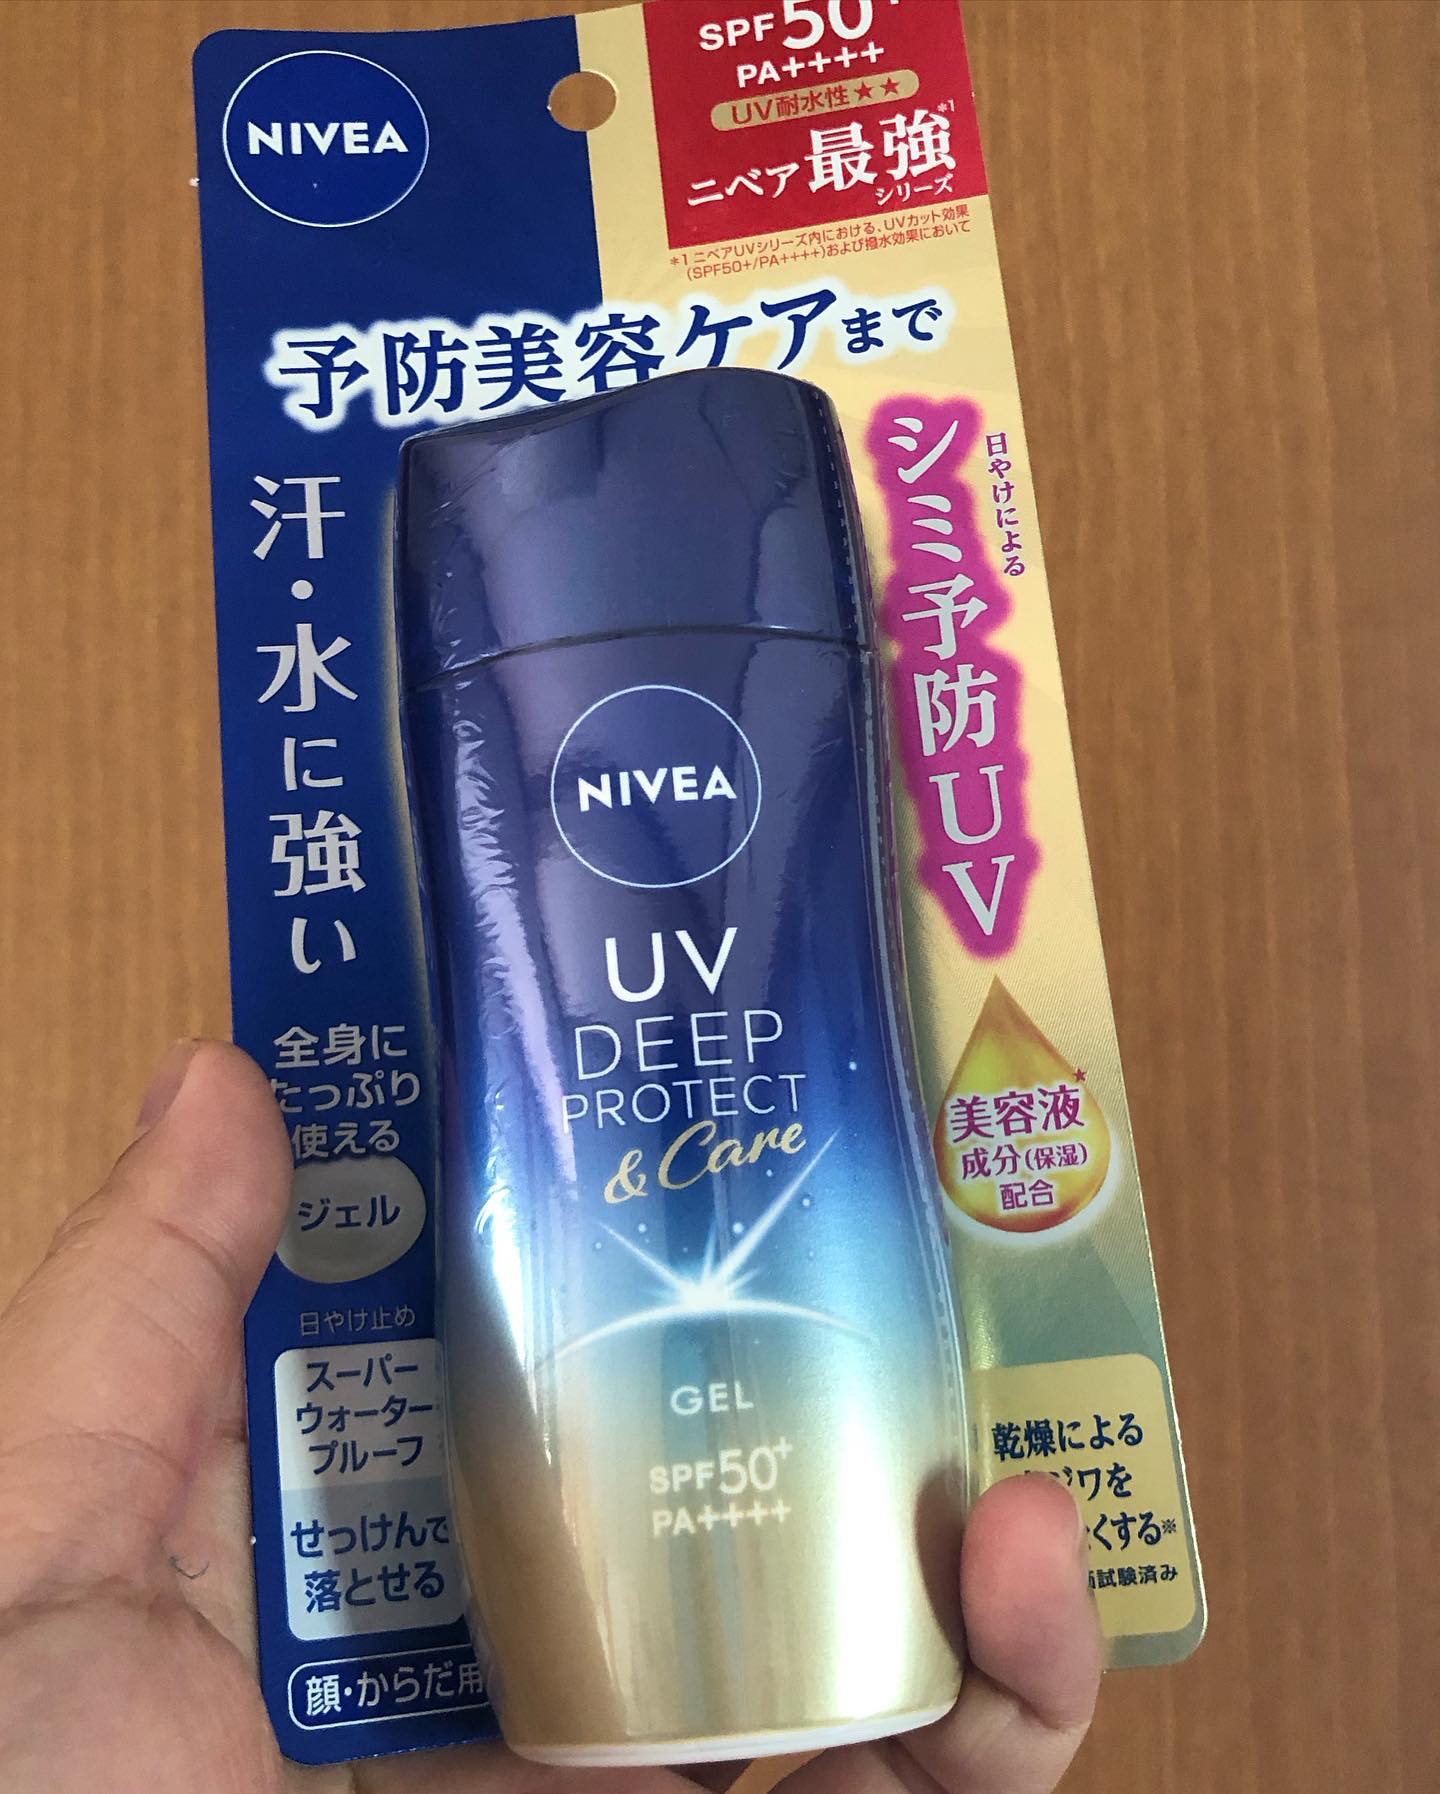 NIVEA
SPF50+
PA++++
UV耐水性★★
ニベア最強*1
シリーズ
*1 ニベアUVシリーズ内における、UVカット効果
(SPF50+/PA++++)および撥水効果において
予防美容ケアまで
汗・水に強い
全身に
たっぷり
使える
ジェル
日やけ止め
スーパー
ウォーター
プルーフ
せっけんで
落とせる
顔・からだ用
NIVEA
UV
DEEP
PROTECT
& Care
GEL
SPF50+
PA++++
日やけによる
シミ予防UV
美容液★
成分(保湿)
配合
乾燥による
ジワを
くする※
試験済み